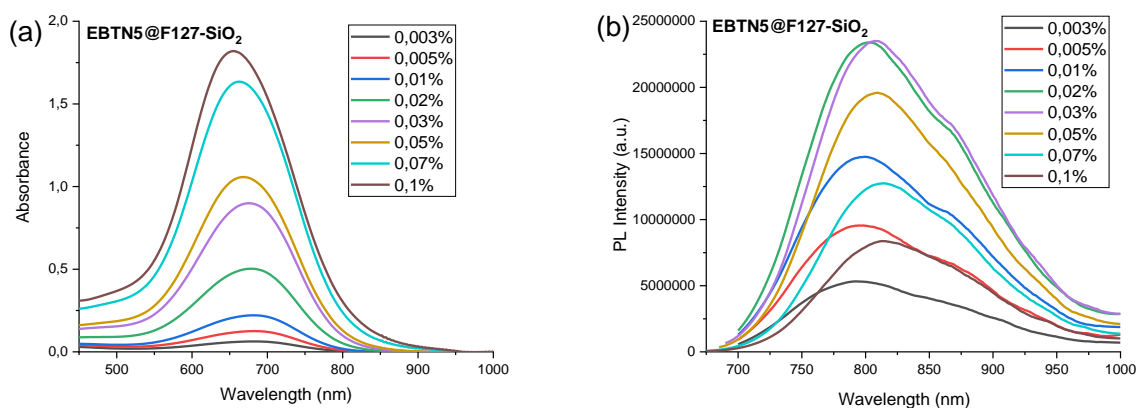 (a)
EBTN5@F127-SiO₂
0,003%
0,005%
0,01%
0,02%
0,03%
0,05%
0,07%
0,1%
2,0
1,5
1,0
0,5
0,0
Absorbance
500 600 700 800 900 1000
Wavelength (nm)
(b)
EBTN5@F127-SiO₂
0,003%
0,005%
0,01%
0,02%
0,03%
0,05%
0,07%
0,1%
25000000
20000000
15000000
10000000
5000000
0
PL Intensity (a.u.)
700 750 800 850 900 950 1000
Wavelength (nm)